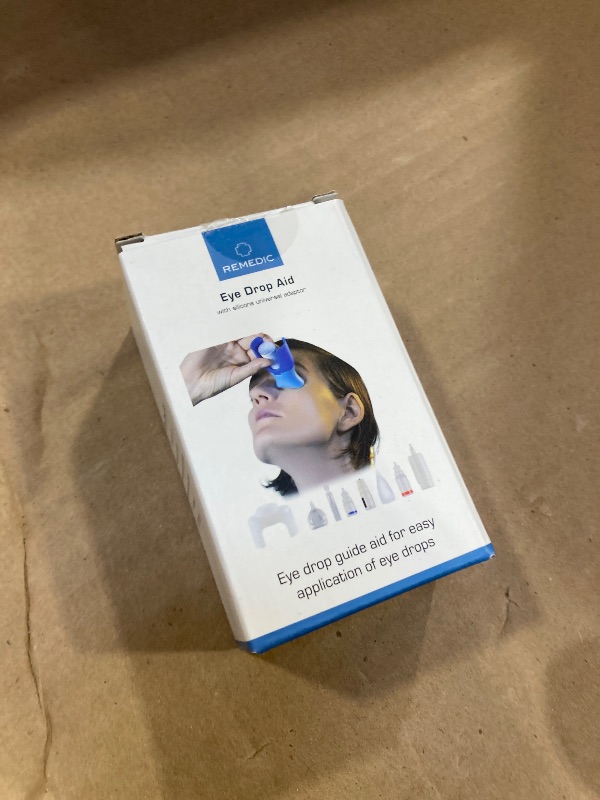 REMEDIC
Eye Drop Aid
with silicone universal adaptor
Eye drop guide aid for easy
application of eye drops